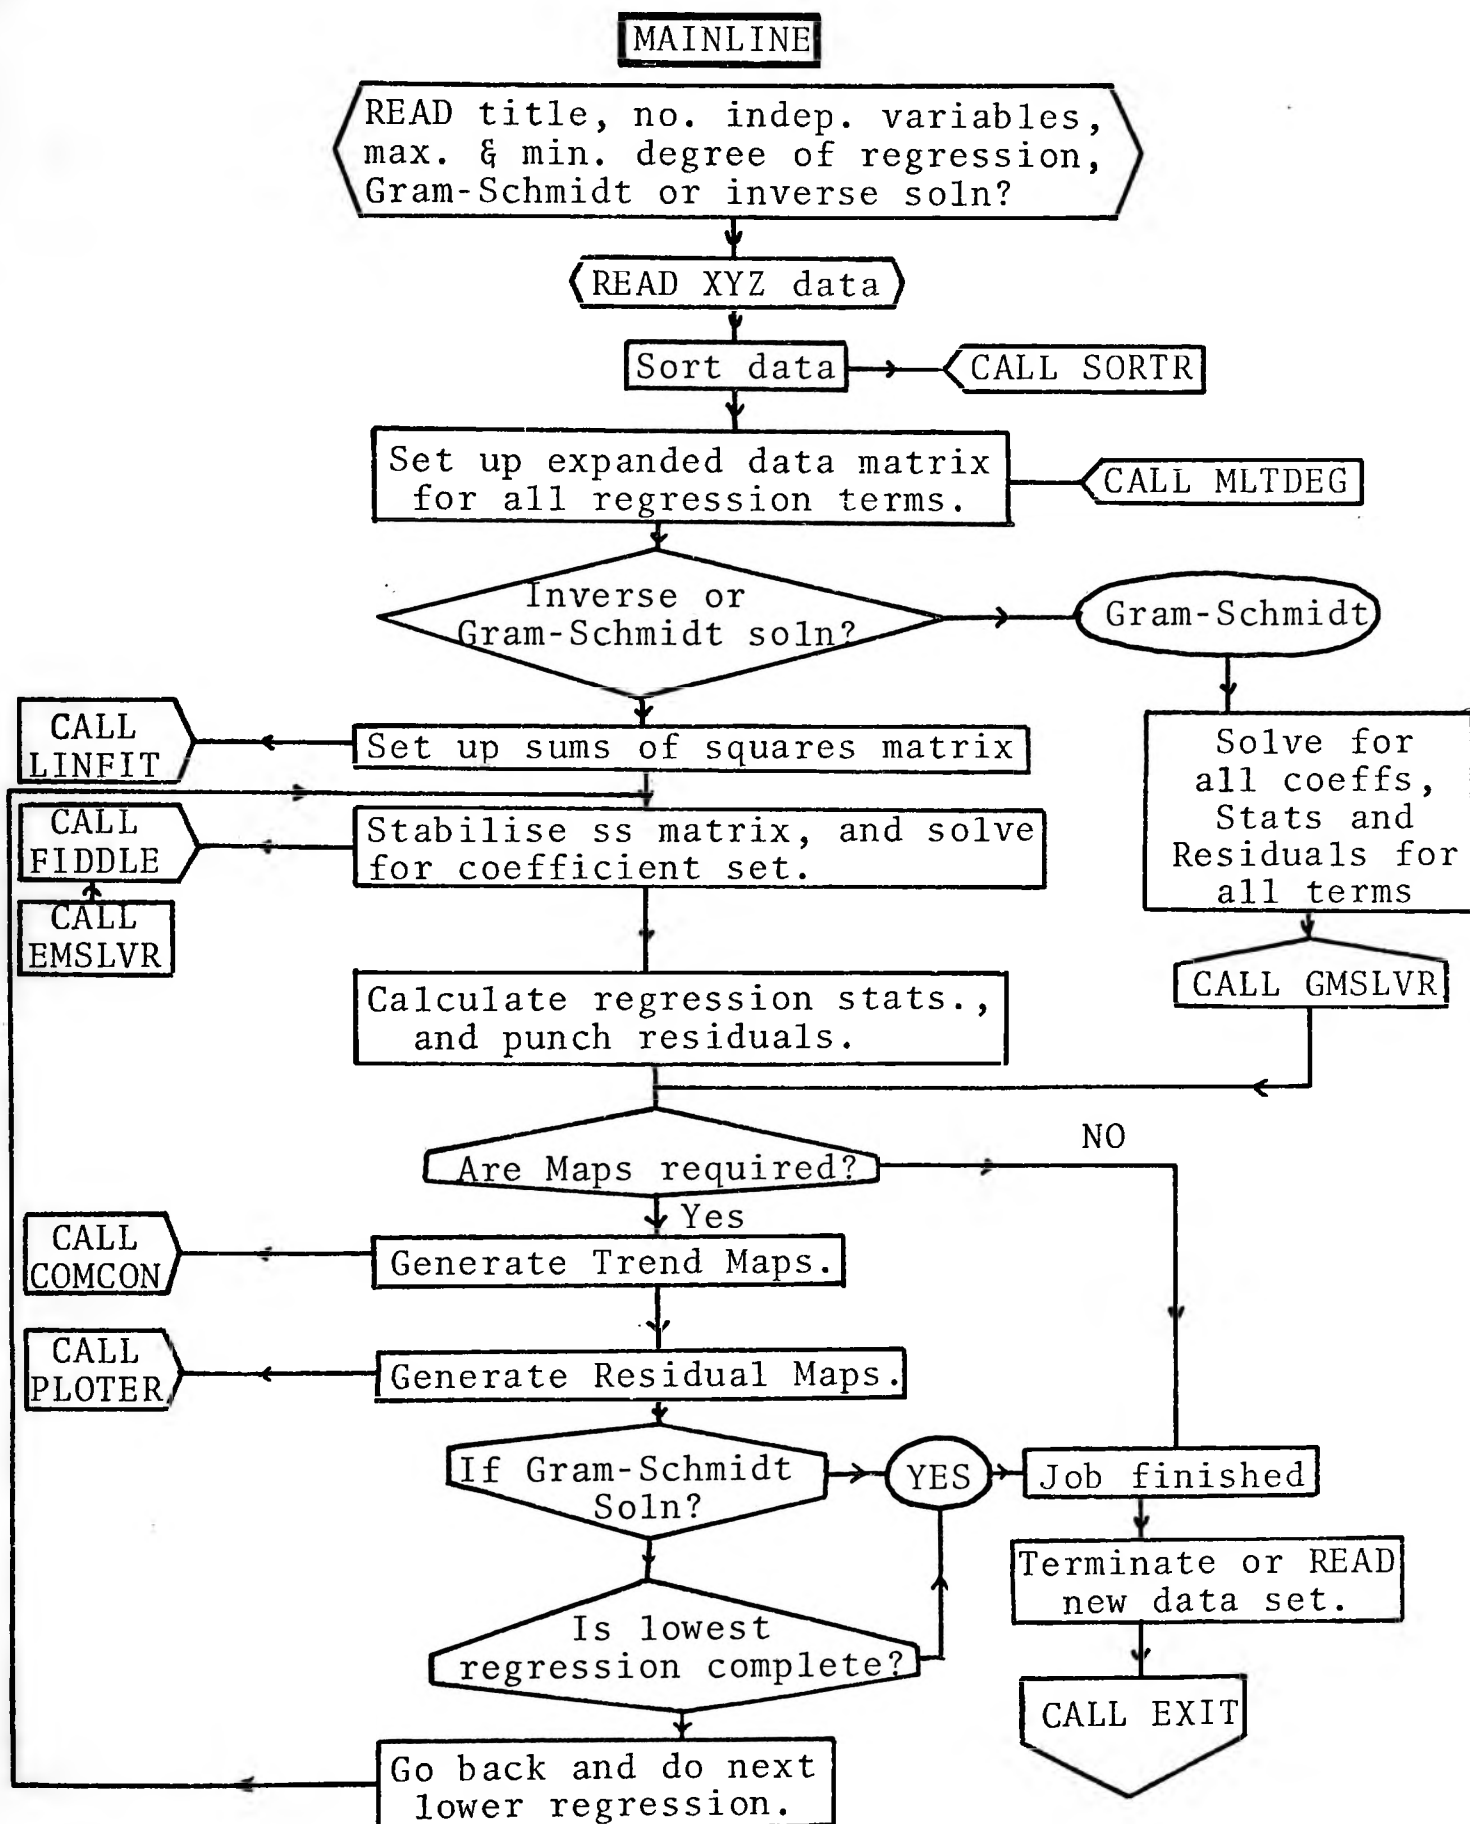 MAINLINE
READ title, no. indep. variables,
max. & min. degree of regression,
Gram-Schmidt or inverse soln?
READ XYZ data
Sort data
CALL SORTR
Set up expanded data matrix
for all regression terms.
CALL MLTDEG
Inverse or
Gram-Schmidt soln?
Gram-Schmidt
CALL
LINFIT
Set up sums of squares matrix
Solve for
all coeffs,
Stats and
Residuals for
all terms
CALL
FIDDLE
Stabilise ss matrix, and solve
for coefficient set.
CALL
EMSLVR
CALL GMSLVR
Calculate regression stats.,
and punch residuals.
Are Maps required?
NO
Yes
CALL
COMCON
Generate Trend Maps.
CALL
PLOTER
Generate Residual Maps.
If Gram-Schmidt
Soln?
YES
Job finished
Terminate or READ
new data set.
Is lowest
regression complete?
CALL EXIT
Go back and do next
lower regression.